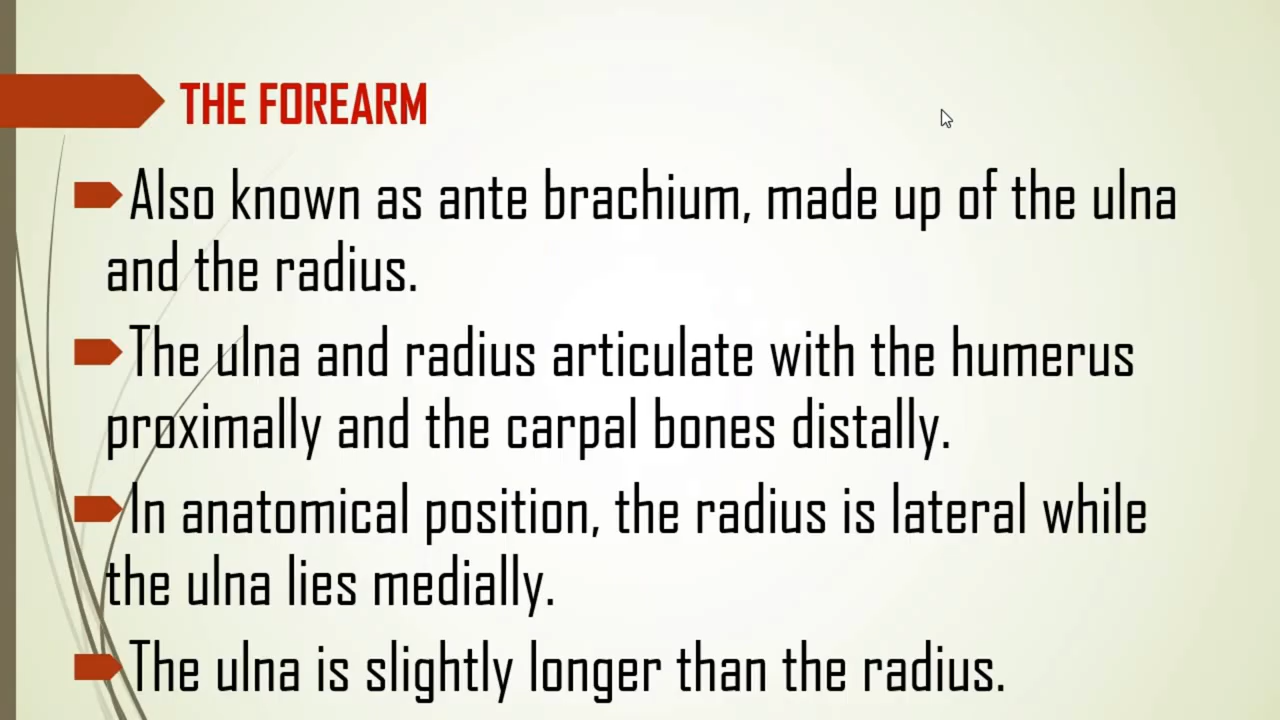 THE FOREARM
Also known as ante brachium, made up of the ulna
and the radius.
The ulna and radius articulate with the humerus
proximally and the carpal bones distally.
In anatomical position, the radius is lateral while
the ulna lies medially.
The ulna is slightly longer than the radius.